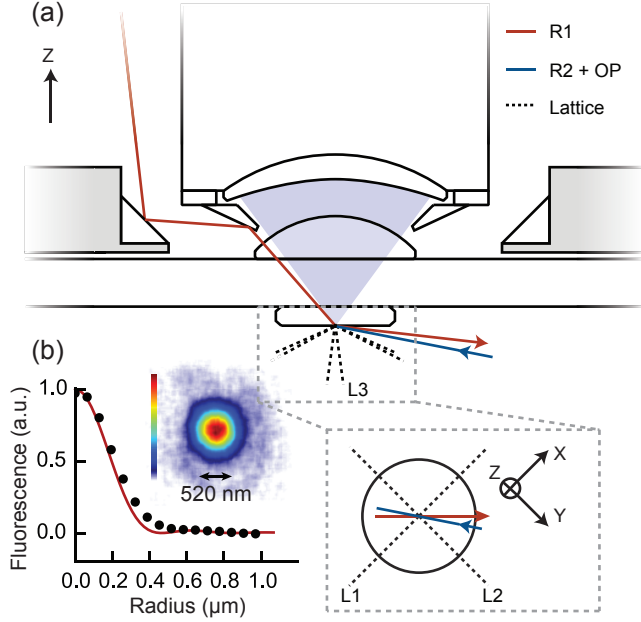 (a)
Z
R1
R2 + OP
Lattice
L3
(b)
Fluorescence (a.u.)
1.0
0.5
0.0
520 nm
0.0 0.2 0.4 0.6 0.8 1.0
Radius (µm)
X
Z
Y
L1
L2